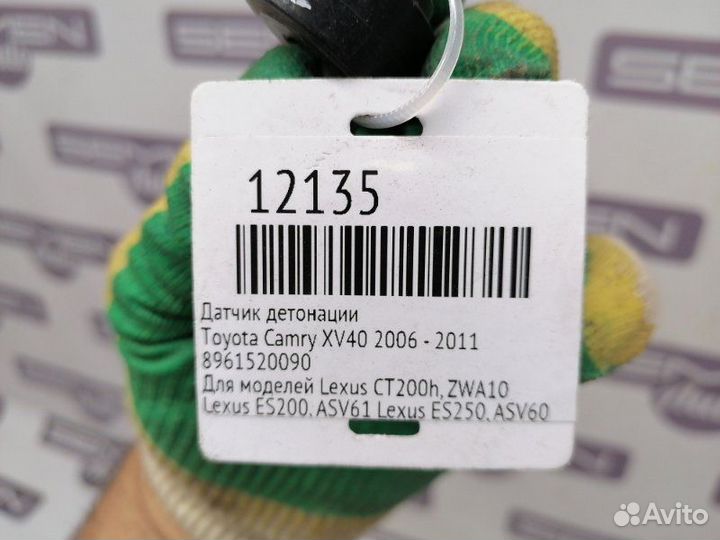 12135
Датчик детонации
Toyota Camry XV40 2006 - 2011
8961520090
Для моделей Lexus CT200h, ZWA10
Lexus ES200, ASV61 Lexus ES250, ASV60
Avito